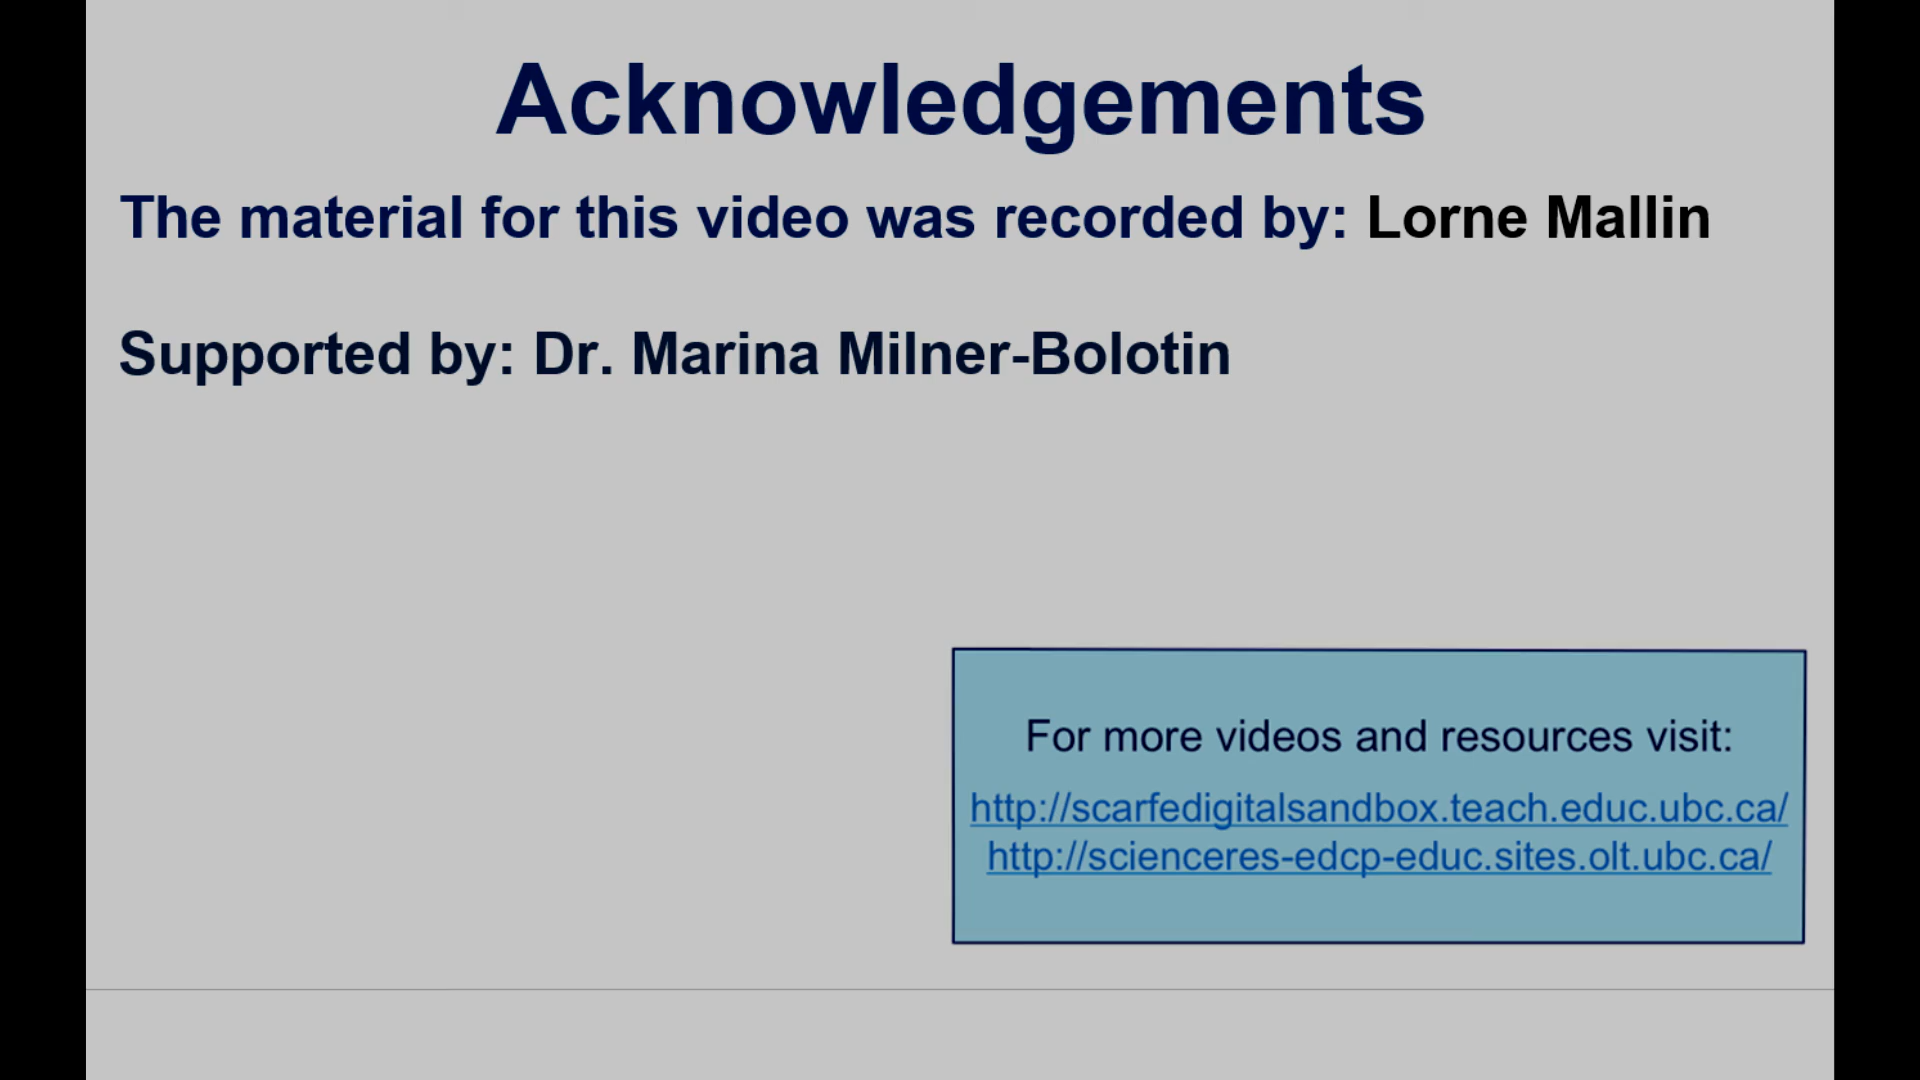 Acknowledgements
The material for this video was recorded by: Lorne Mallin
Supported by: Dr. Marina Milner-Bolotin
For more videos and resources visit:
http://scarfedigitalsandbox.teach.educ.ubc.ca/
http://scienceres-edcp-educ.sites.olt.ubc.ca/